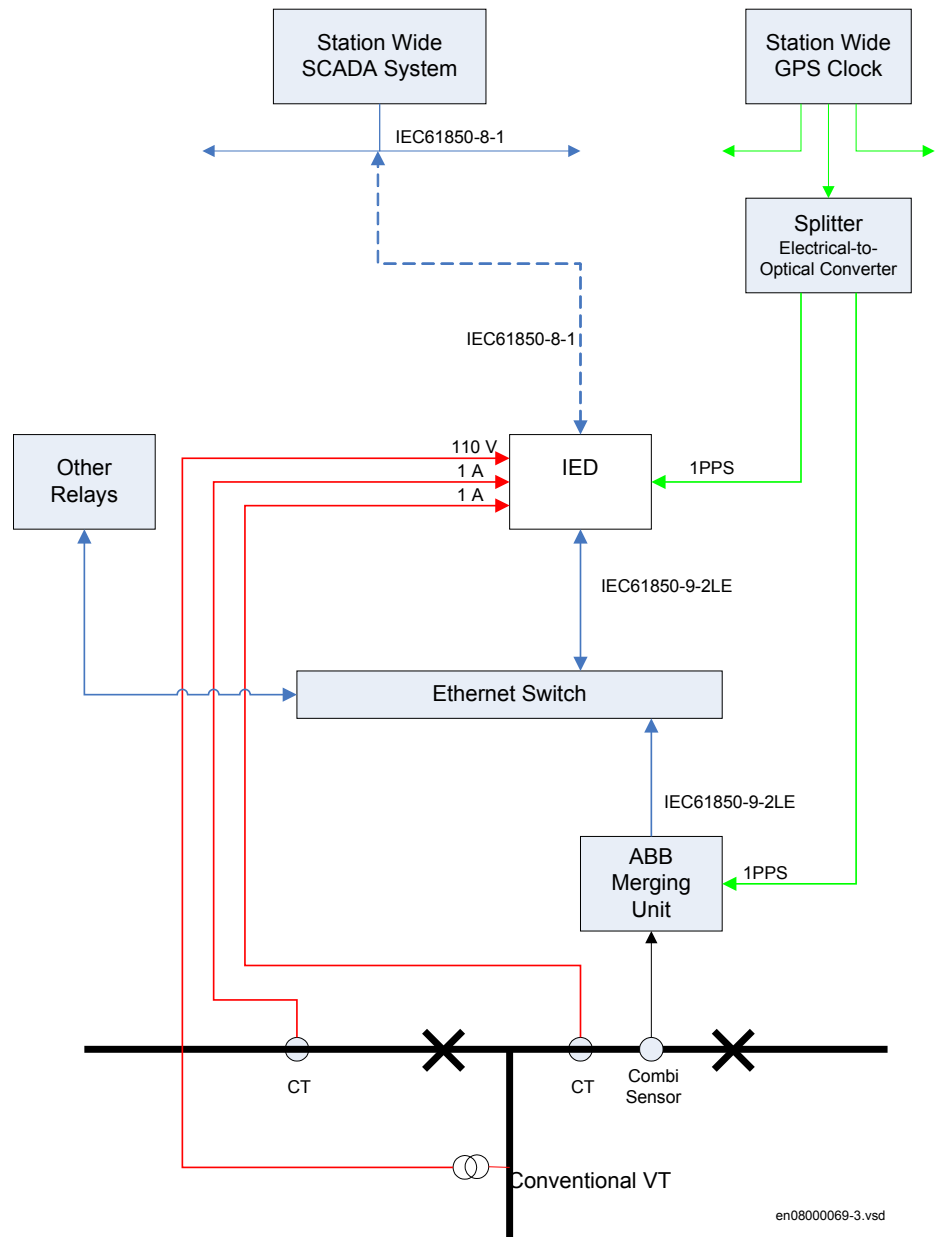 Station Wide
SCADA System
Station Wide
GPS Clock
IEC61850-8-1
Splitter
Electrical-to-
Optical Converter
IEC61850-8-1
110 V
1 A
1 A
IED
1PPS
Other
Relays
IEC61850-9-2LE
Ethernet Switch
IEC61850-9-2LE
ABB
Merging
Unit
1PPS
CT
CT
Combi
Sensor
Conventional VT
en08000069-3.vsd